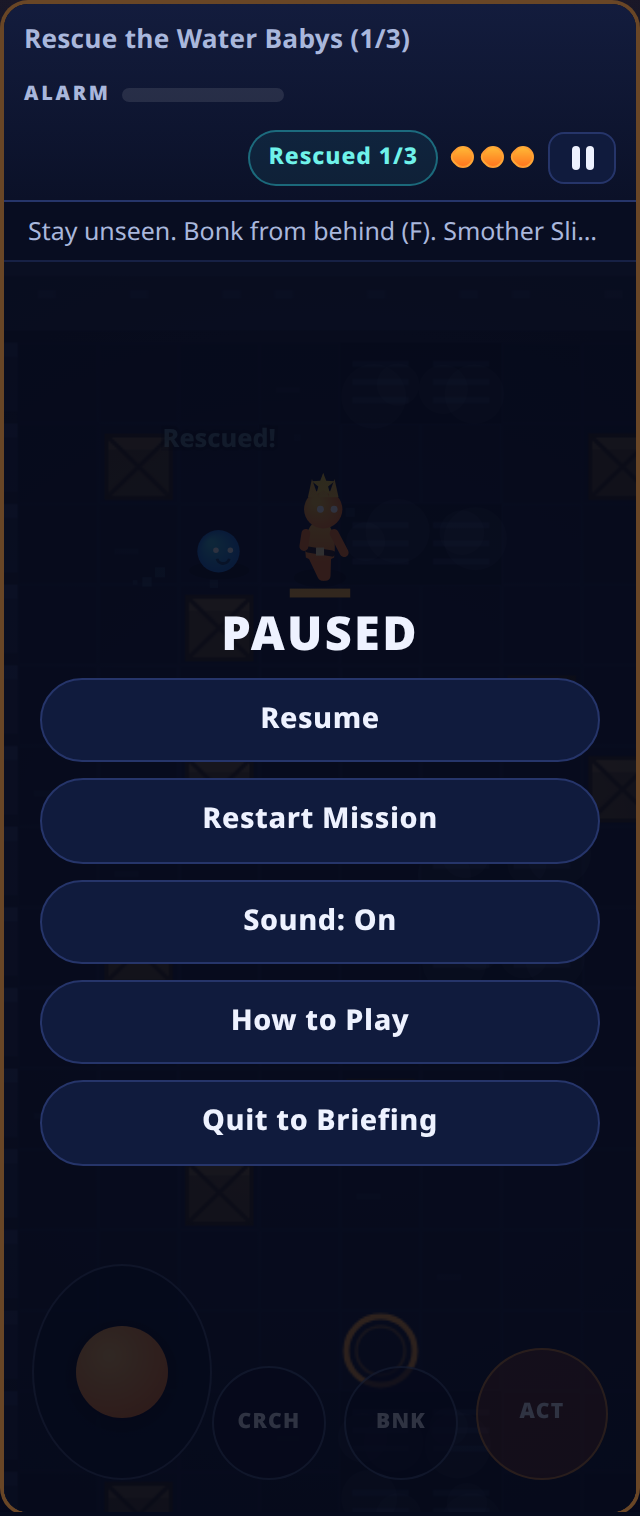 Rescue the Water Babys (1/3)
ALARM
Rescued 1/3
Stay unseen. Bonk from behind (F). Smother Sli...
Rescued!
PAUSED
Resume
Restart Mission
Sound: On
How to Play
Quit to Briefing
CRCH
BNK
ACT